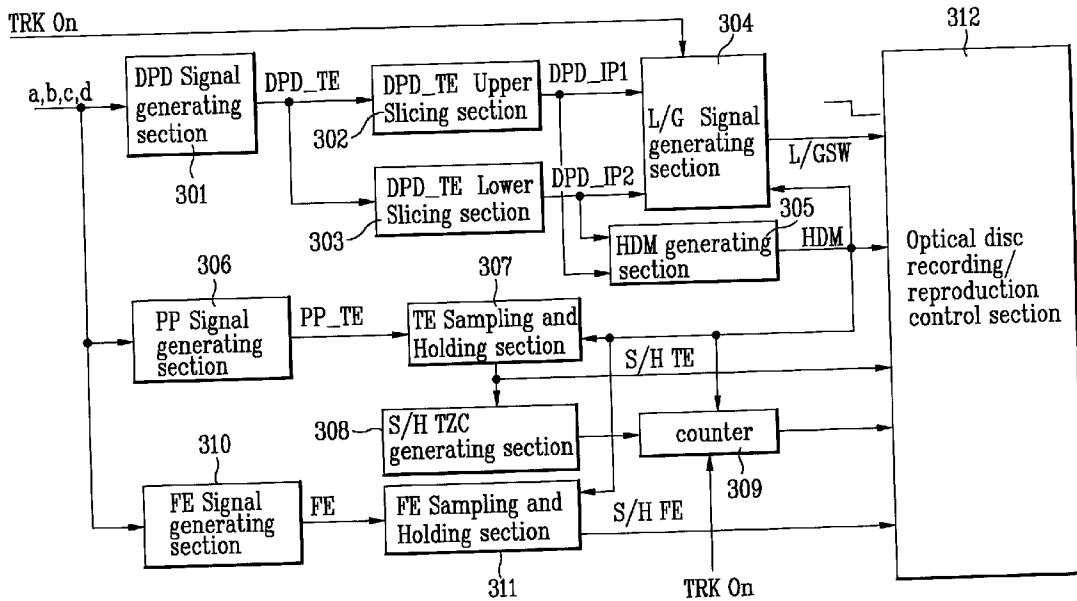 TRK On
304
312
a,b,c,d
DPD Signal
generating
section
301
DPD_TE
DPD_TE Upper
Slicing section
302
DPD_IP1
L/G Signal
generating
section
L/GSW
DPD_TE Lower
Slicing section
303
DPD_IP2
305
HDM generating
section
HDM
Optical disc
recording/
reproduction
control section
306
PP Signal
generating
section
PP_TE
307
TE Sampling and
Holding section
S/H TE
308
S/H TZC
generating section
counter
309
310
FE Signal
generating
section
FE
FE Sampling and
Holding section
311
S/H FE
TRK On